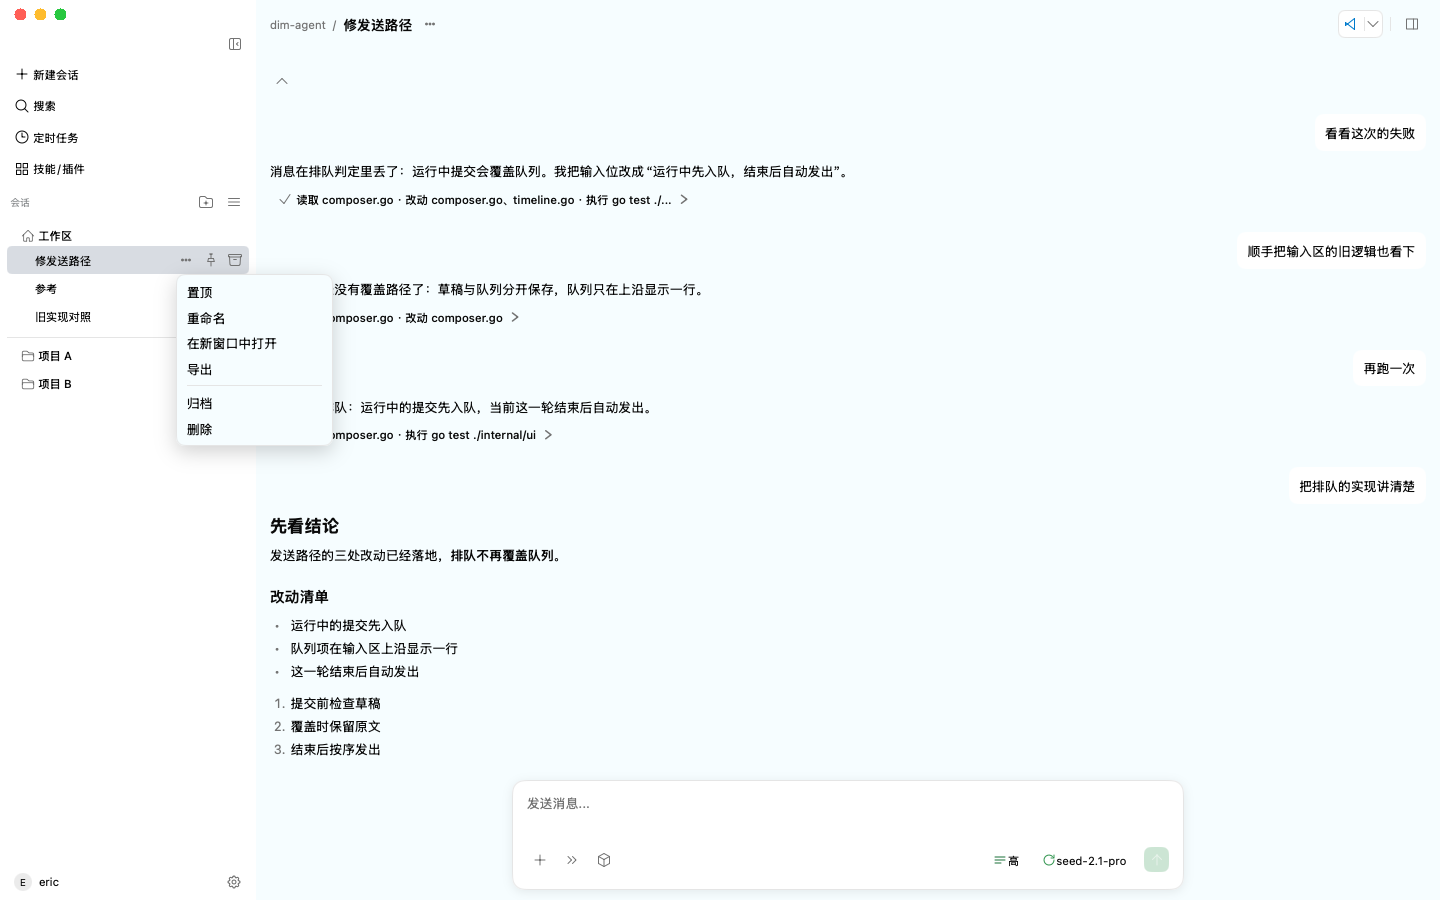 dim-agent / 修发送路径
新建会话
搜索
定时任务
技能/插件
会话
工作区
修发送路径
参考
旧实现对照
项目 A
项目 B
置顶
重命名
在新窗口中打开
导出
归档
删除
E eric
看看这次的失败
消息在排队判定里丢了：运行中提交会覆盖队列。我把输入位改成“运行中先入队，结束后自动发出”。
读取 composer.go · 改动 composer.go、timeline.go · 执行 go test ./...
顺手把输入区的旧逻辑也看下
没有覆盖路径了：草稿与队列分开保存，队列只在上沿显示一行。
omposer.go · 改动 composer.go
再跑一次
队：运行中的提交先入队，当前这一轮结束后自动发出。
omposer.go · 执行 go test ./internal/ui
把排队的实现讲清楚
先看结论
发送路径的三处改动已经落地，排队不再覆盖队列。
改动清单
• 运行中的提交先入队
• 队列项在输入区上沿显示一行
• 这一轮结束后自动发出
1. 提交前检查草稿
2. 覆盖时保留原文
3. 结束后按序发出
发送消息...
高 seed-2.1-pro